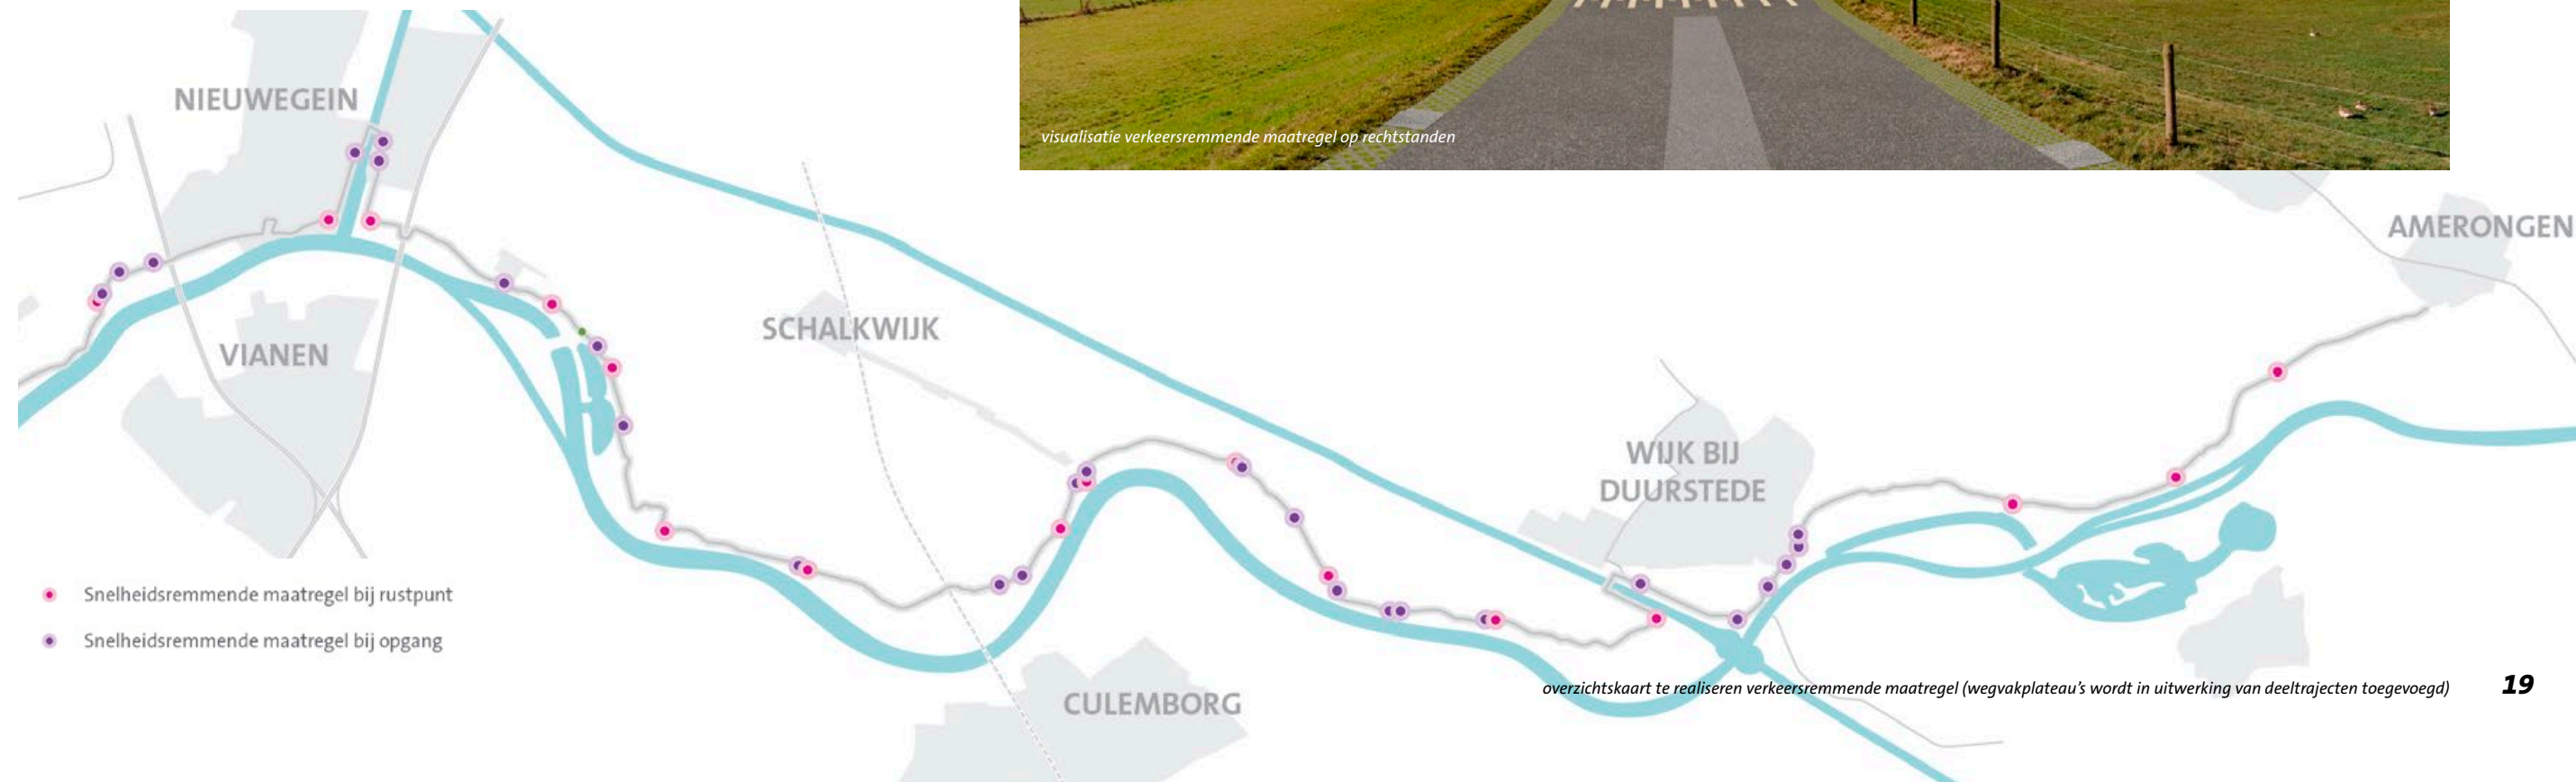 NIEUWEGEIN
visualisatie verkeersremmende maatregel op rechtstanden
AMERONGEN
SCHALKWIJK
VIANEN
WIJK BIJ
DUURSTEDE
Snelheidsremmende maatregel bij rustpunt
Snelheidsremmende maatregel bij opgang
CULEMBORG
overzichtskaart te realiseren verkeersremmende maatregel (wegvakplateau’s wordt in uitwerking van deeltrajecten toegevoegd)
19